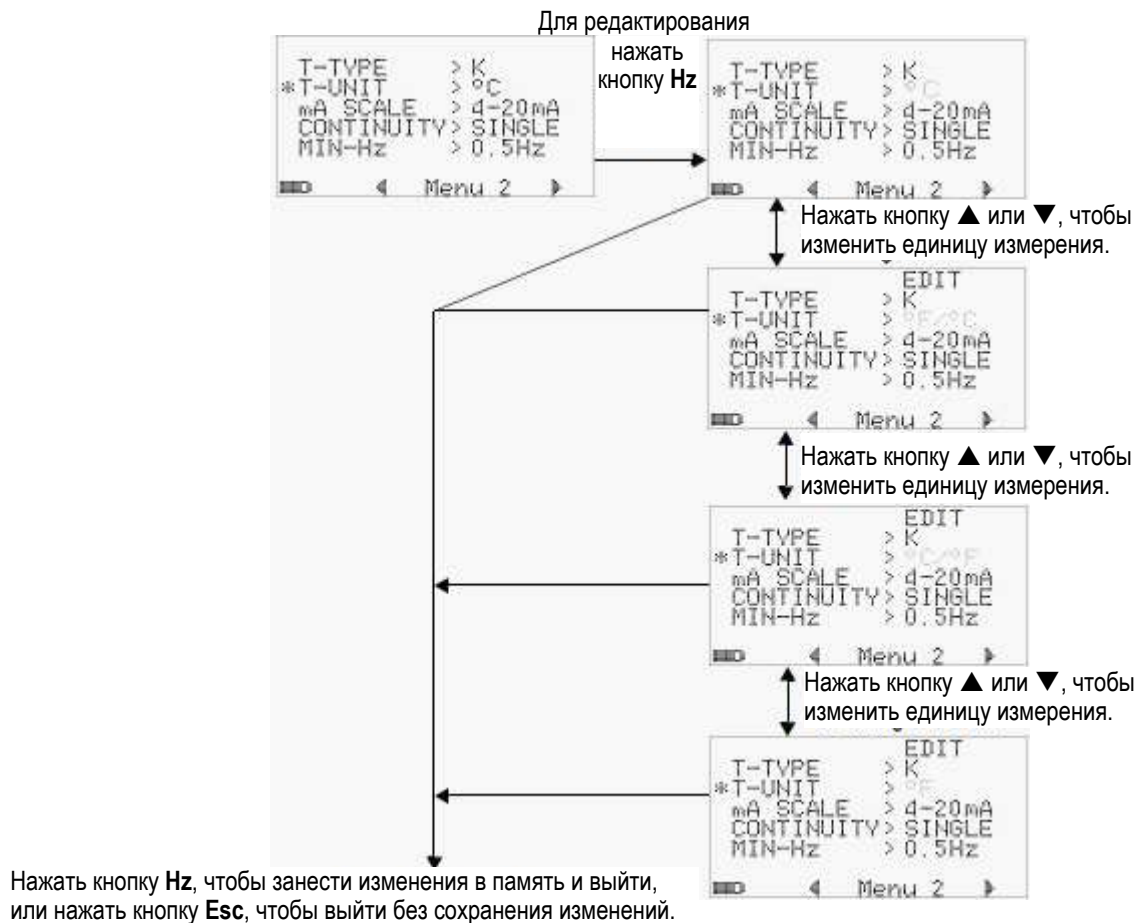 Для редактирования
нажать
кнопку Hz
T-TYPE > K
*T-UNIT > °C
mA SCALE > 4-20mA
CONTINUITY> SINGLE
MIN-Hz > 0.5Hz
◀ Menu 2 ▶
T-TYPE > K
*T-UNIT > °C
mA SCALE > 4-20mA
CONTINUITY> SINGLE
MIN-Hz > 0.5Hz
◀ Menu 2 ▶
Нажать кнопку ▲ или ▼, чтобы
изменить единицу измерения.
EDIT
T-TYPE > K
*T-UNIT > °F/°C
mA SCALE > 4-20mA
CONTINUITY> SINGLE
MIN-Hz > 0.5Hz
◀ Menu 2 ▶
Нажать кнопку ▲ или ▼, чтобы
изменить единицу измерения.
EDIT
T-TYPE > K
*T-UNIT > °C/°F
mA SCALE > 4-20mA
CONTINUITY> SINGLE
MIN-Hz > 0.5Hz
◀ Menu 2 ▶
Нажать кнопку ▲ или ▼, чтобы
изменить единицу измерения.
EDIT
T-TYPE > K
*T-UNIT > °F
mA SCALE > 4-20mA
CONTINUITY> SINGLE
MIN-Hz > 0.5Hz
◀ Menu 2 ▶
Нажать кнопку Hz, чтобы занести изменения в память и выйти,
или нажать кнопку Esc, чтобы выйти без сохранения изменений.